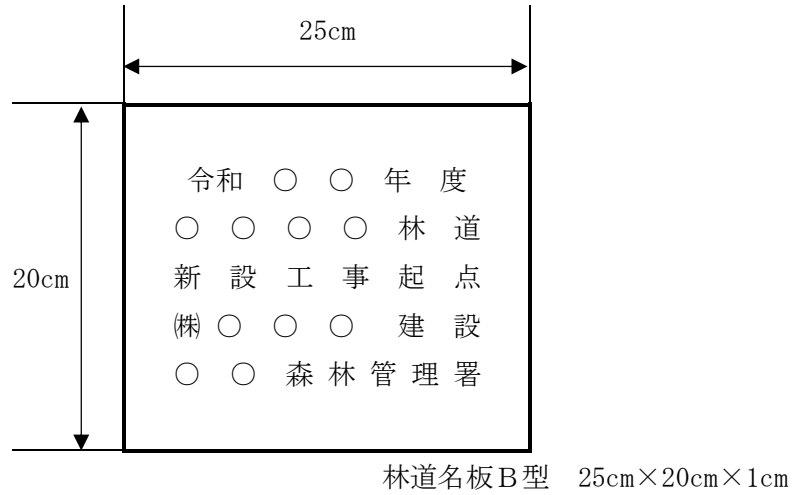 25cm
20cm
令和 ○ ○ 年 度
○ ○ ○ ○ 林 道
新 設 工 事 起 点
㈱ ○ ○ ○ 建 設
○ ○ 森 林 管 理 署
林道名板Ｂ型　25cm×20cm×1cm